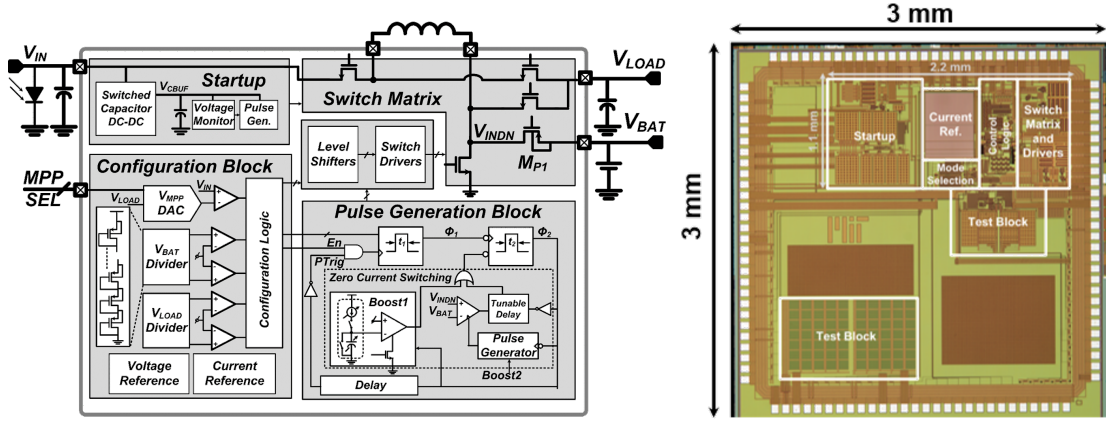 V_IN
Startup
Switched
Capacitor
DC-DC
V_CBUF
Voltage
Monitor
Pulse
Gen.
Switch Matrix
V_LOAD
V_BAT
V_INDN
M_P1
Level
Shifters
Switch
Drivers
Configuration Block
MPP
SEL
V_LOAD
V_MPP
DAC
V_IN
V_BAT
Divider
V_LOAD
Divider
Configuration Logic
Voltage
Reference
Current
Reference
Pulse Generation Block
En
PTrig
t_1
Φ_1
t_2
Φ_2
Zero Current Switching
Boost1
V_INDN
V_BAT
Tunable
Delay
Pulse
Generator
Boost2
Delay
3 mm
3 mm
2.2 mm
1.1 mm
Startup
Current
Ref.
Control
Logic
Switch
Matrix
and
Drivers
Mode
Selection
Test Block
Test Block